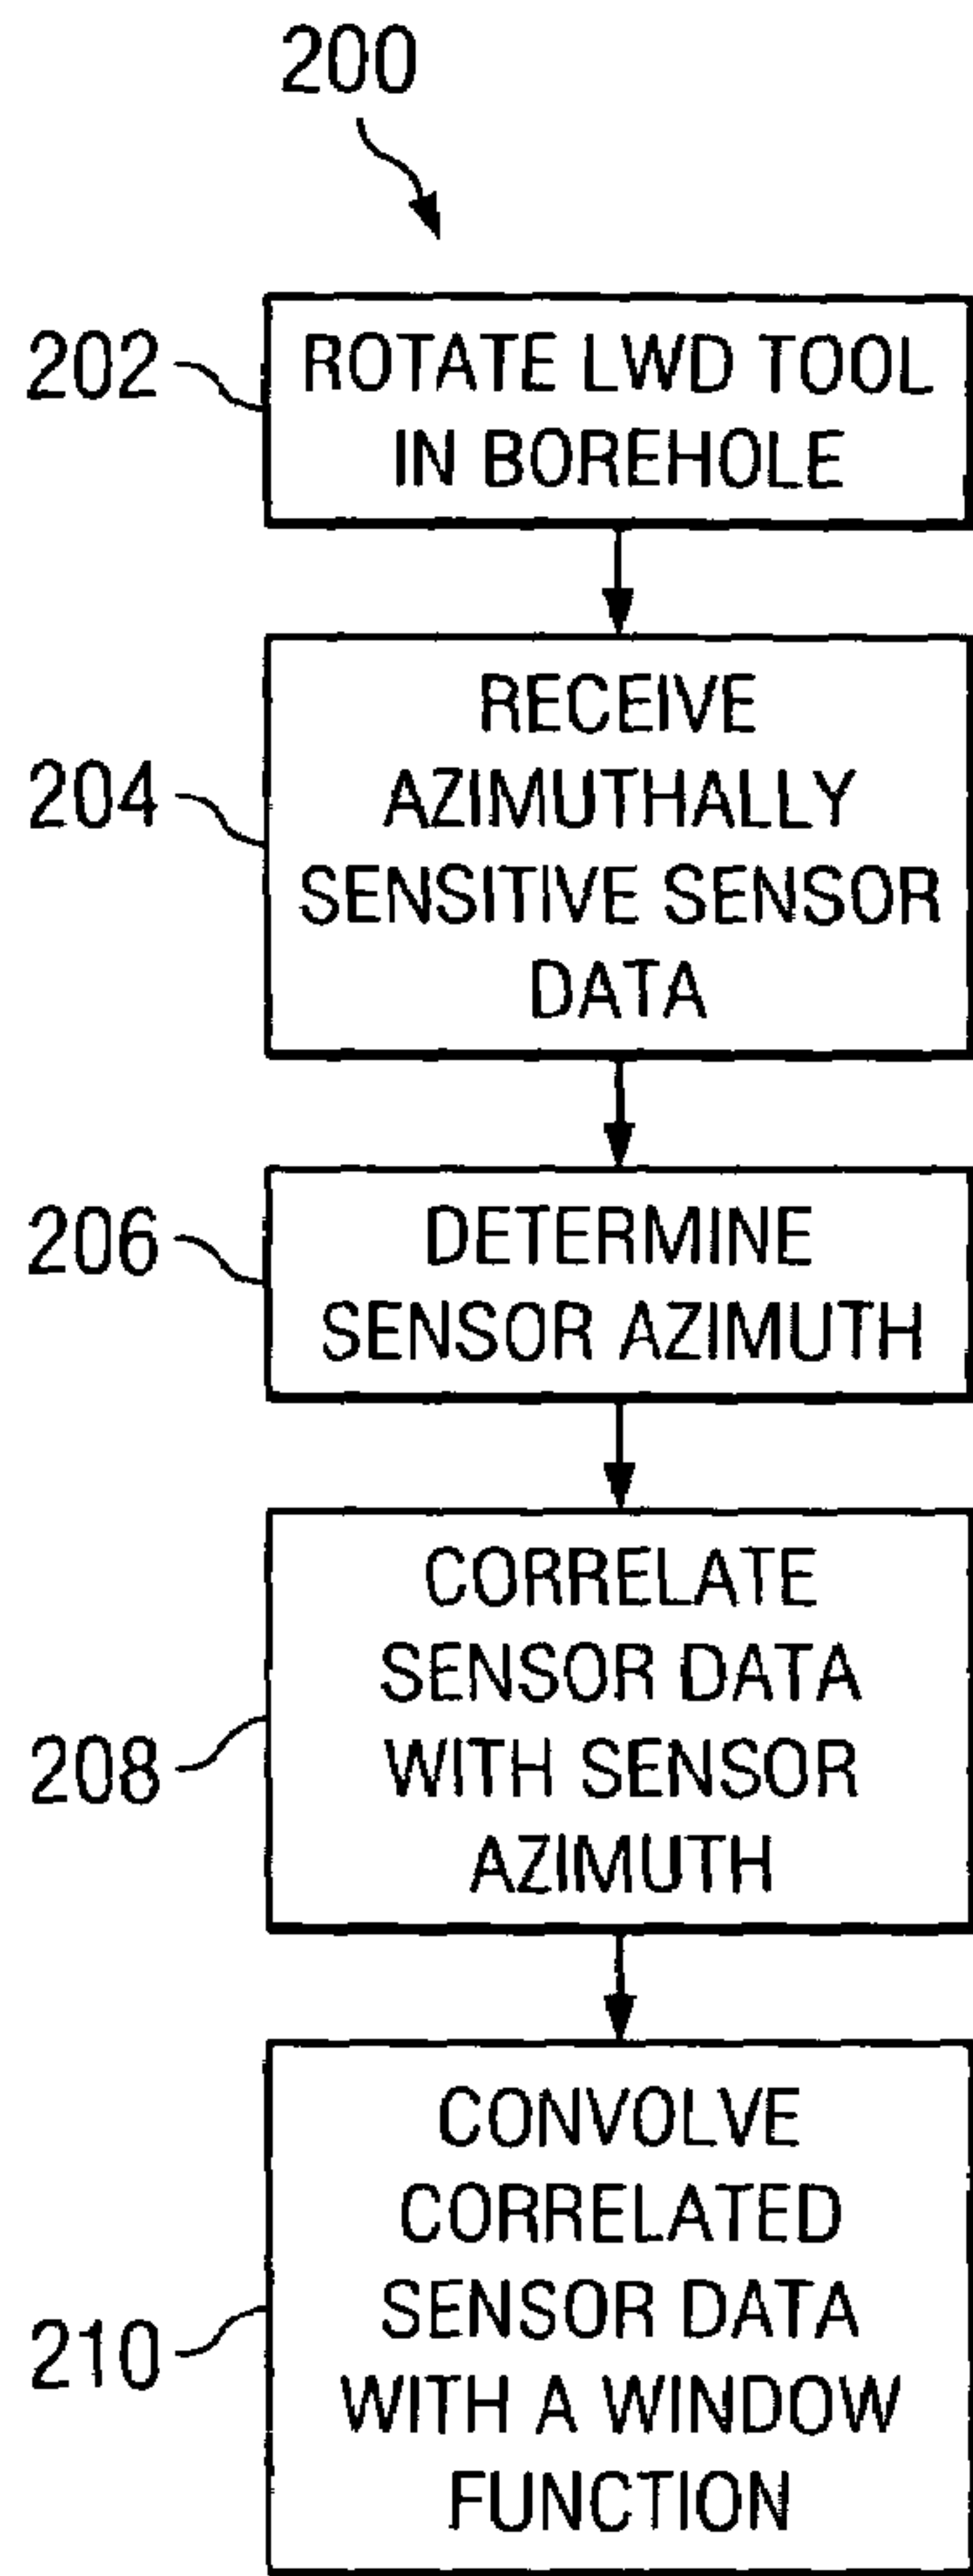 200
202
ROTATE LWD TOOL
IN BOREHOLE
204
RECEIVE
AZIMUTHALLY
SENSITIVE SENSOR
DATA
206
DETERMINE
SENSOR AZIMUTH
208
CORRELATE
SENSOR DATA
WITH SENSOR
AZIMUTH
210
CONVOLVE
CORRELATED
SENSOR DATA
WITH A WINDOW
FUNCTION